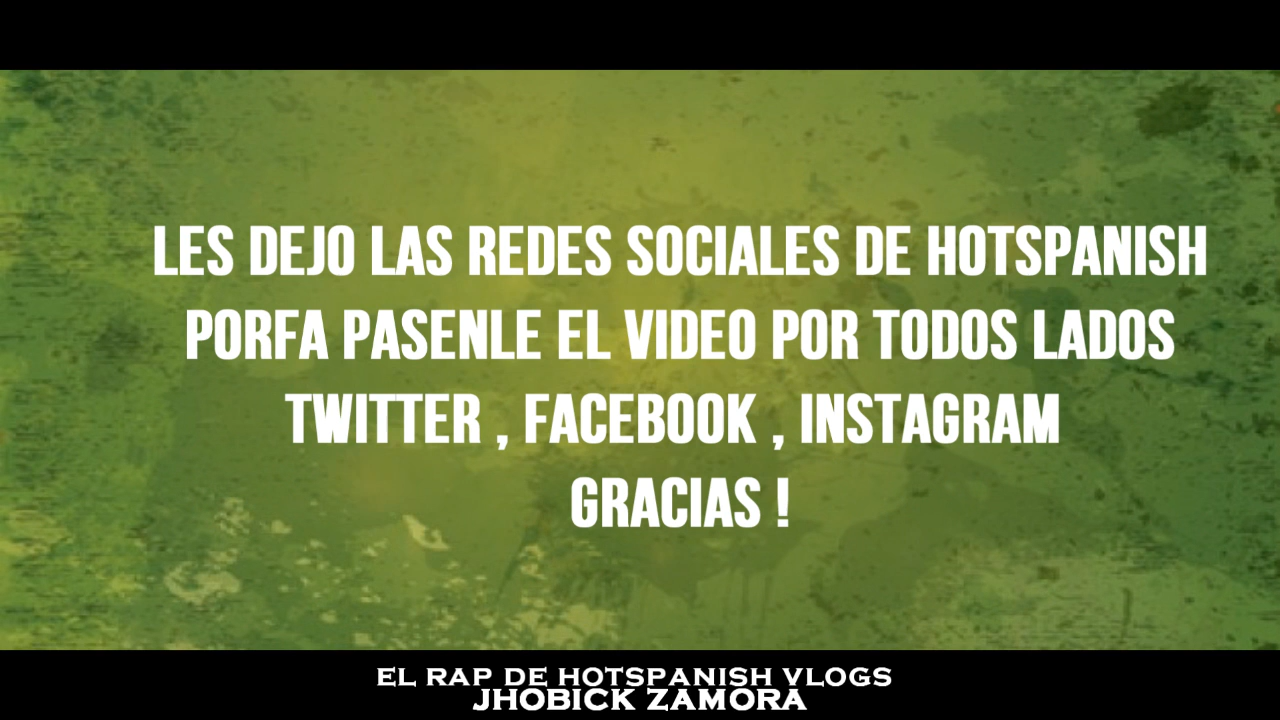 LES DEJO LAS REDES SOCIALES DE HOTSPANISH
PORFA PASENLE EL VIDEO POR TODOS LADOS
TWITTER , FACEBOOK , INSTAGRAM
GRACIAS !
EL RAP DE HOTSPANISH VLOGS
JHOBICK ZAMORA